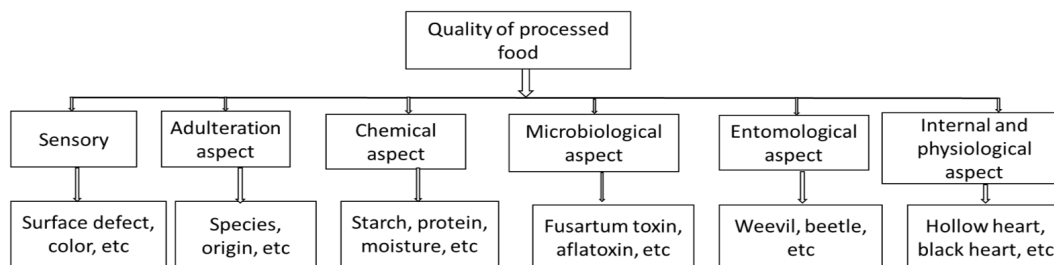 Quality of processed
food
Sensory
Adulteration
aspect
Chemical
aspect
Microbiological
aspect
Entomological
aspect
Internal and
physiological
aspect
Surface defect,
color, etc
Species,
origin, etc
Starch, protein,
moisture, etc
Fusartum toxin,
aflatoxin, etc
Weevil, beetle,
etc
Hollow heart,
black heart, etc